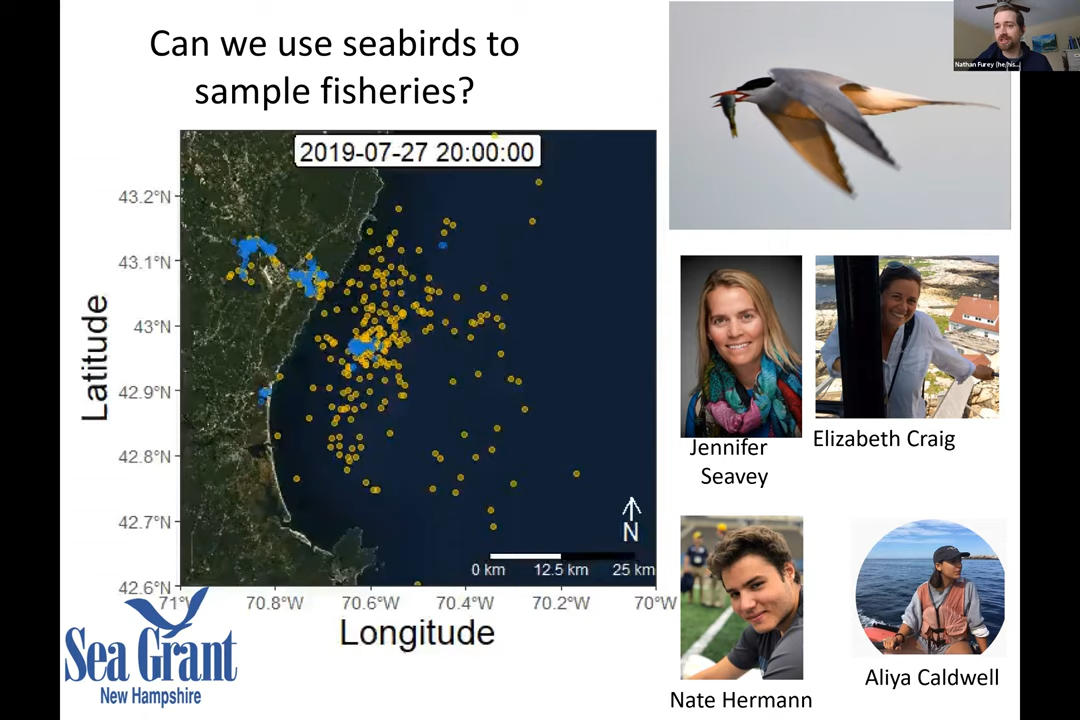 Can we use seabirds to
sample fisheries?
Nathan Furey (he/his...
2019-07-27 20:00:00
43.2°N
43.1°N
43°N
42.9°N
42.8°N
42.7°N
42.6°N
Latitude
N
0 km 12.5 km 25 km
71°W 70.8°W 70.6°W 70.4°W 70.2°W 70°W
Longitude
Sea Grant
New Hampshire
Jennifer
Seavey
Elizabeth Craig
Nate Hermann
Aliya Caldwell